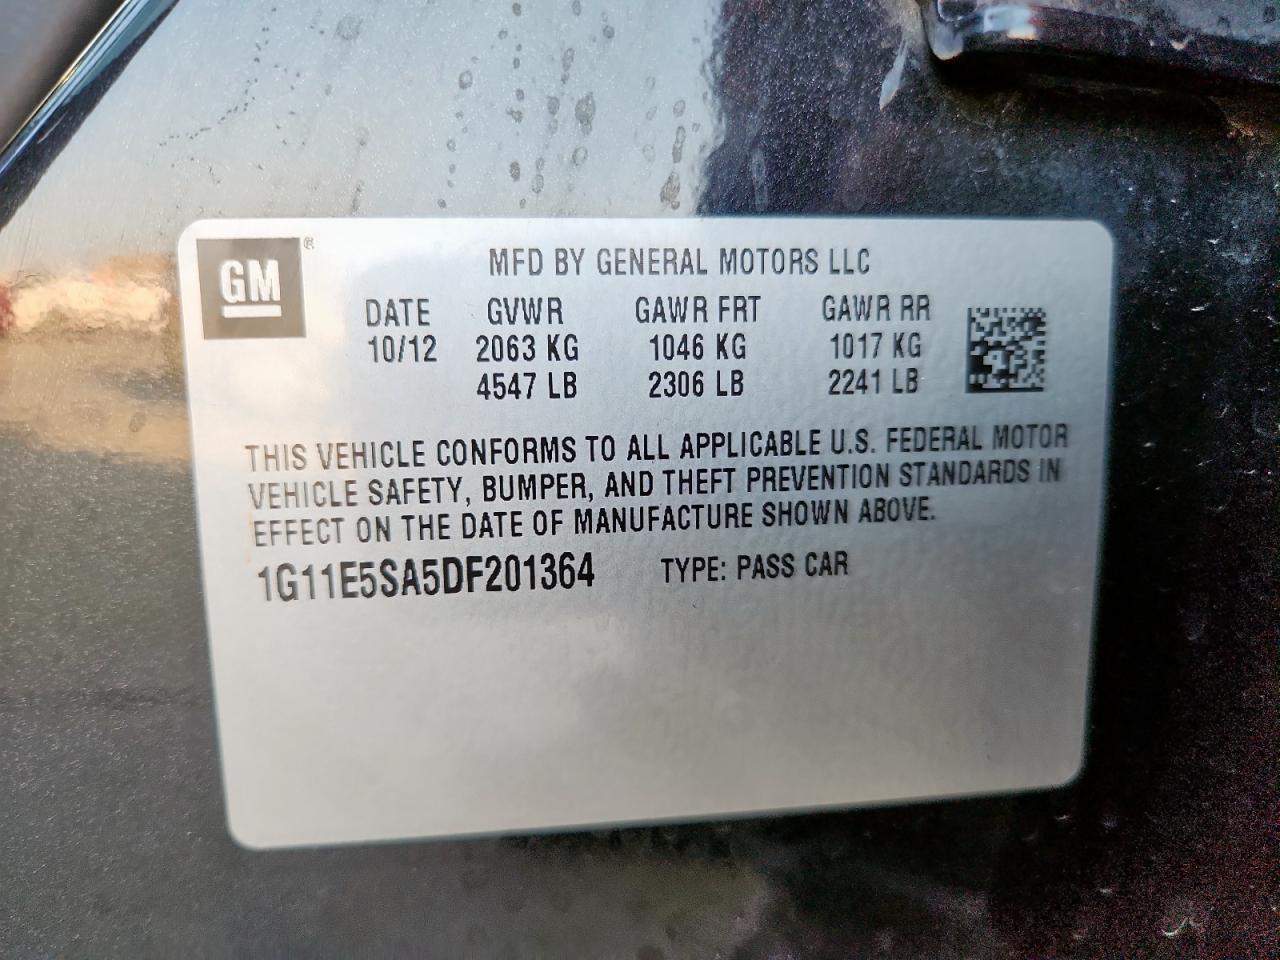 GM ®
MFD BY GENERAL MOTORS LLC
DATE GVWR GAWR FRT GAWR RR
10/12 2063 KG 1046 KG 1017 KG
4547 LB 2306 LB 2241 LB
THIS VEHICLE CONFORMS TO ALL APPLICABLE U.S. FEDERAL MOTOR
VEHICLE SAFETY, BUMPER, AND THEFT PREVENTION STANDARDS IN
EFFECT ON THE DATE OF MANUFACTURE SHOWN ABOVE.
1G11E5SA5DF201364 TYPE: PASS CAR